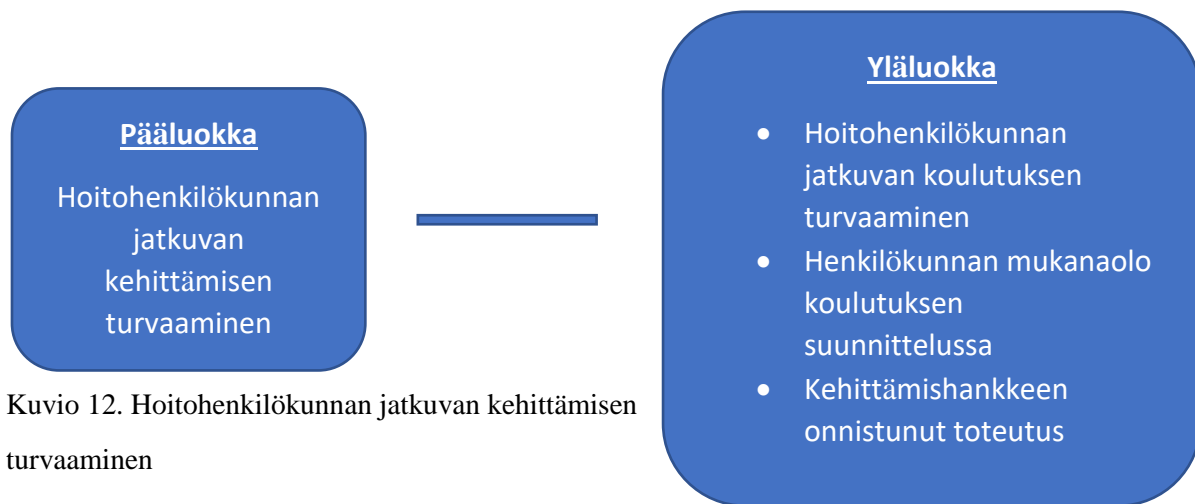 Pääluokka
Hoitohenkilökunnan
jatkuvan
kehittämisen
turvaaminen
Yläluokka
• Hoitohenkilökunnan
jatkuvan koulutuksen
turvaaminen
• Henkilökunnan mukanaolo
koulutuksen
suunnittelussa
• Kehittämishankkeen
onnistunut toteutus
Kuvio 12. Hoitohenkilökunnan jatkuvan kehittämisen
turvaaminen